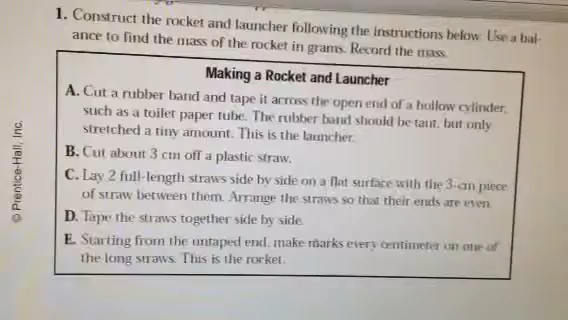 1. Construct the rocket and launcher following the instructions below. Use a bal-
ance to find the mass of the rocket in grams. Record the mass.
Making a Rocket and Launcher
A. Cut a rubber band and tape it across the open end of a hollow cylinder,
such as a toilet paper tube. The rubber band should be taut, but only
stretched a tiny amount. This is the launcher.
B. Cut about 3 cm off a plastic straw.
C. Lay 2 full-length straws side by side on a flat surface with the 3-cm piece
of straw between them. Arrange the straws so that their ends are even.
D. Tape the straws together side by side.
E. Starting from the untaped end, make marks every centimeter on one of
the long straws. This is the rocket.
© Prentice-Hall, Inc.